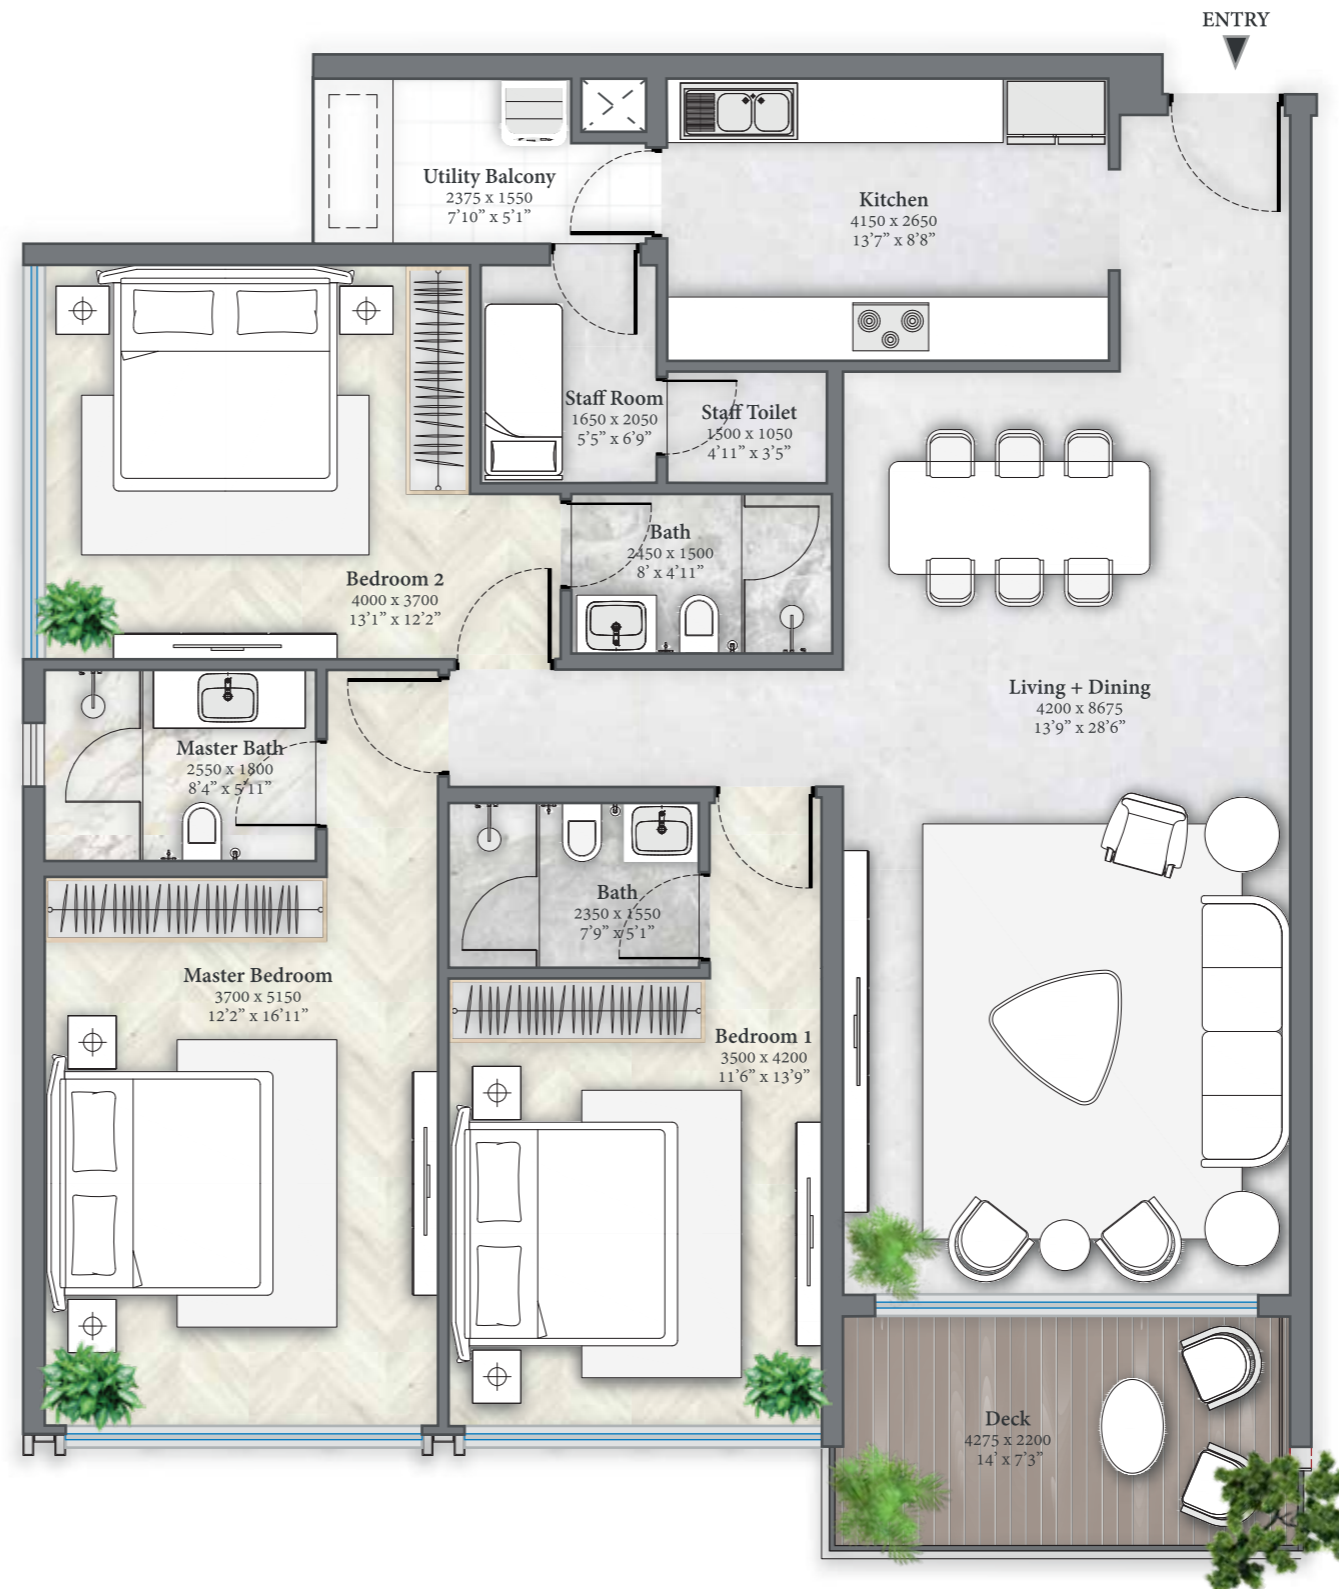 ENTRY
Utility Balcony
2375 x 1550
7’10” x 5’1”
Kitchen
4150 x 2650
13’7” x 8’8”
Staff Room
1650 x 2050
5’5” x 6’9”
Staff Toilet
1500 x 1050
4’11” x 3’5”
Bath
2450 x 1500
8’ x 4’11”
Bedroom 2
4000 x 3700
13’1” x 12’2”
Living + Dining
4200 x 8675
13’9” x 28’6”
Master Bath
2550 x 1800
8’4” x 5’11”
Bath
2350 x 1550
7’9” x 5’1”
Master Bedroom
3700 x 5150
12’2” x 16’11”
Bedroom 1
3500 x 4200
11’6” x 13’9”
Deck
4275 x 2200
14’ x 7’3”